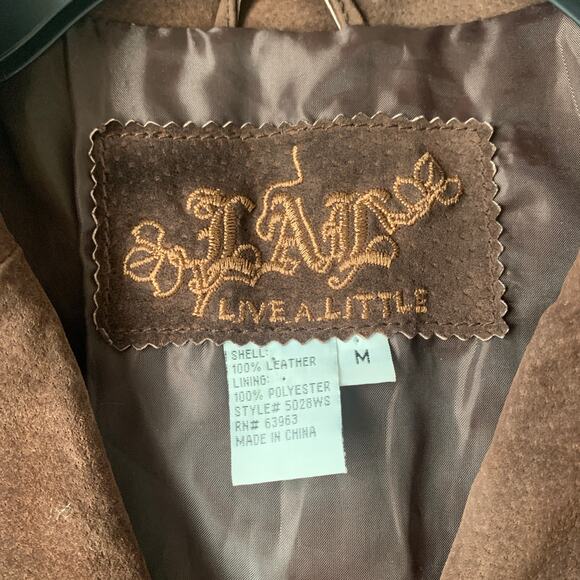 LAL
LIVE A LITTLE
SHELL:
100% LEATHER
LINING:
100% POLYESTER
STYLE# 5028WS
RN# 63963
MADE IN CHINA
M